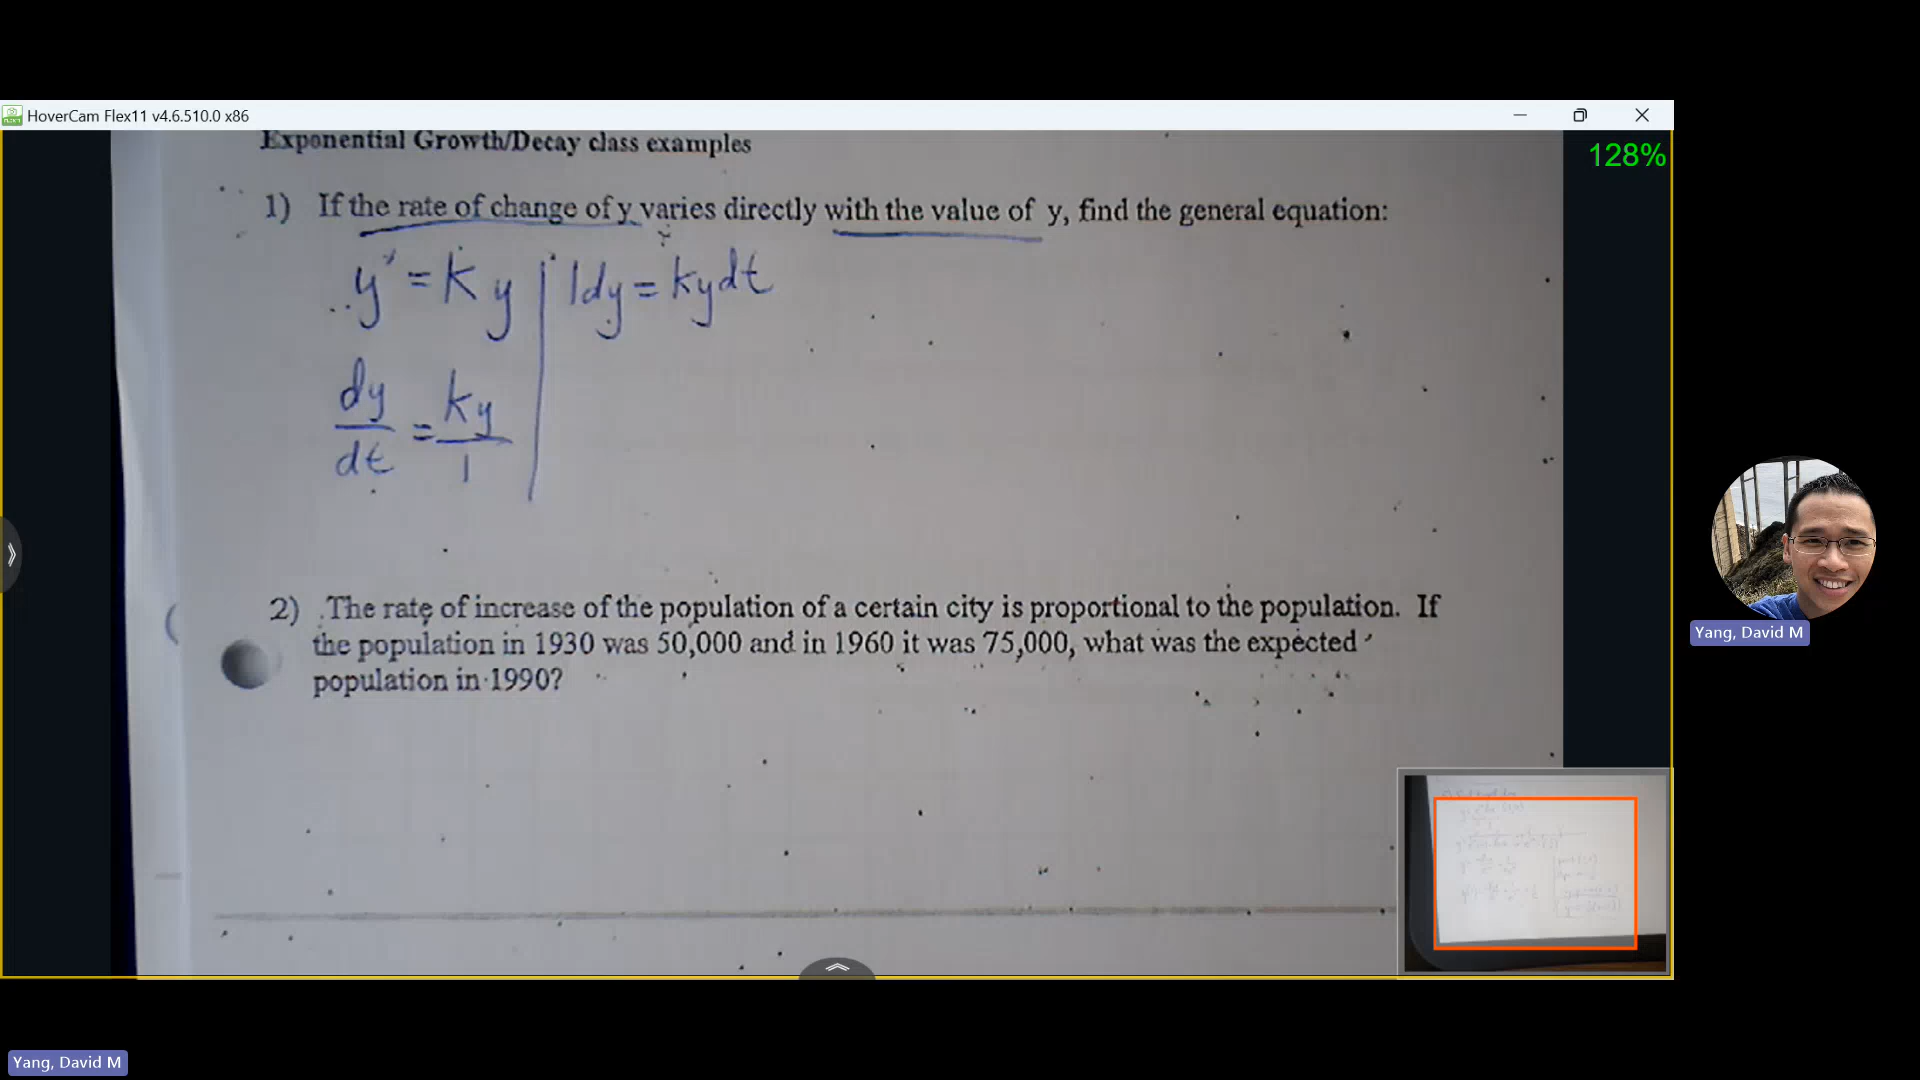 HoverCam Flex11 v4.6.510.0 x86
128%
Exponential Growth/Decay class examples
1) If the rate of change of y varies directly with the value of y, find the general equation:
y' = ky | 1dy = kydt
dy/dt = ky/1
2) The rate of increase of the population of a certain city is proportional to the population. If
the population in 1930 was 50,000 and in 1960 it was 75,000, what was the expected
population in 1990?
Yang, David M
Yang, David M